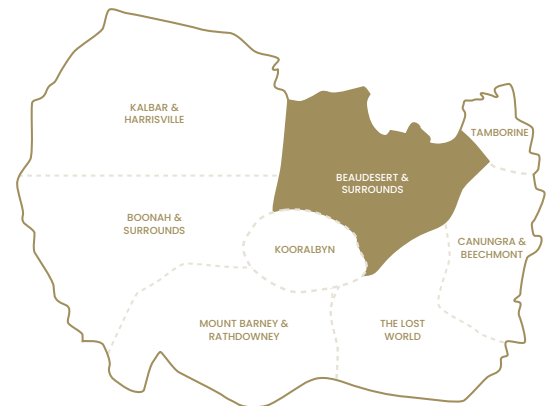 KALBAR &
HARRISVILLE
TAMBORINE
BEAUDESERT &
SURROUNDS
BOONAH &
SURROUNDS
KOORALBYN
CANUNGRA &
BEECHMONT
MOUNT BARNEY &
RATHDOWNEY
THE LOST
WORLD